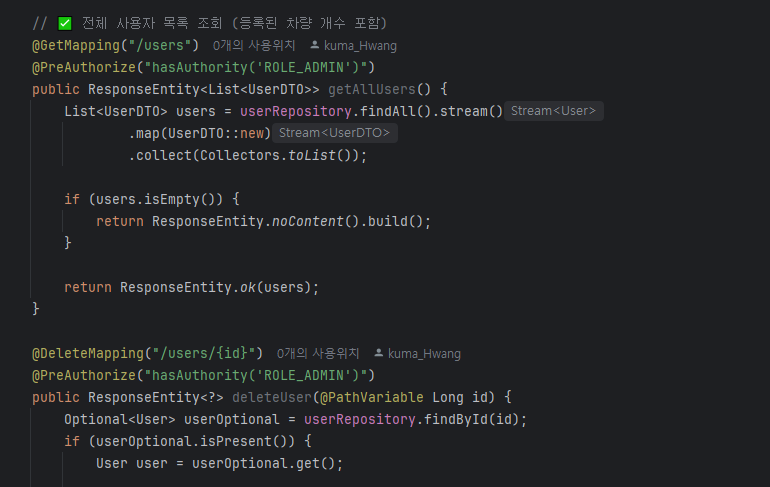 // ✅ 전체 사용자 목록 조회 (등록된 차량 개수 포함)
@GetMapping("/users") 0개의 사용위치 kuma_Hwang
@PreAuthorize("hasAuthority('ROLE_ADMIN')")
public ResponseEntity<List<UserDTO>> getAllUsers() {
    List<UserDTO> users = userRepository.findAll().stream() Stream<User>
            .map(UserDTO::new) Stream<UserDTO>
            .collect(Collectors.toList());
    if (users.isEmpty()) {
        return ResponseEntity.noContent().build();
    }
    return ResponseEntity.ok(users);
}
@DeleteMapping("/users/{id}") 0개의 사용위치 kuma_Hwang
@PreAuthorize("hasAuthority('ROLE_ADMIN')")
public ResponseEntity<?> deleteUser(@PathVariable Long id) {
    Optional<User> userOptional = userRepository.findById(id);
    if (userOptional.isPresent()) {
        User user = userOptional.get();